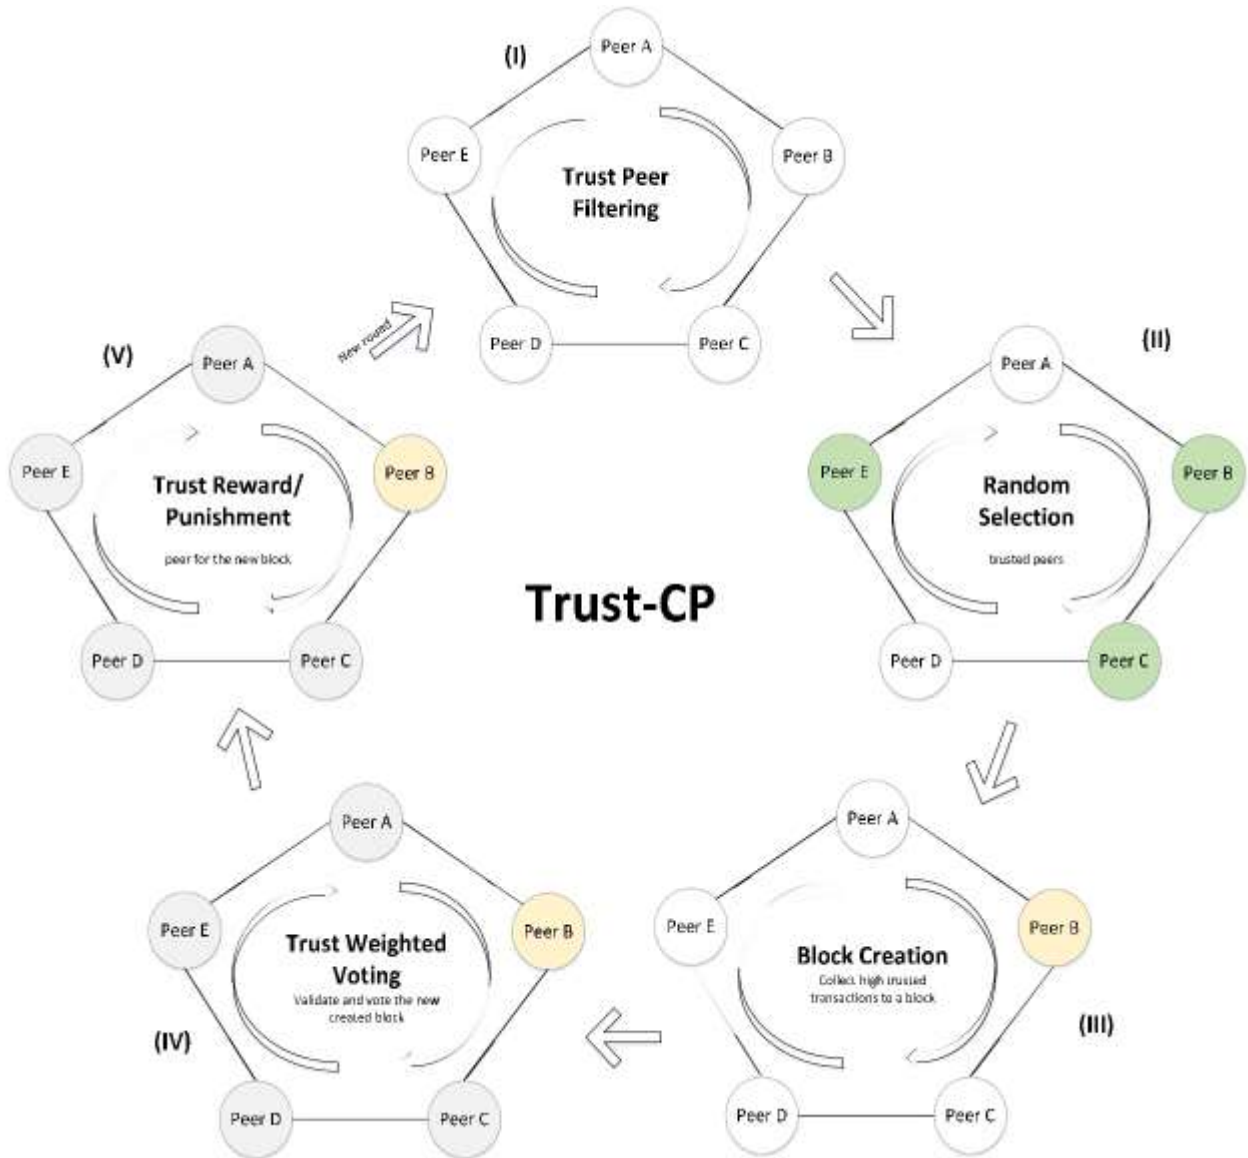 (I)
Peer A
Peer E
Peer B
Trust Peer
Filtering
Peer D
Peer C
New round
(II)
Peer A
Peer E
Peer B
Random
Selection
trusted peers
Peer D
Peer C
Trust-CP
(III)
Peer A
Peer E
Peer B
Block Creation
Collect high trusted
transactions to a block
Peer D
Peer C
(IV)
Peer A
Peer E
Peer B
Trust Weighted
Voting
Validate and vote the new
created block
Peer D
Peer C
(V)
Peer A
Peer E
Peer B
Trust Reward/
Punishment
peer for the new block
Peer D
Peer C